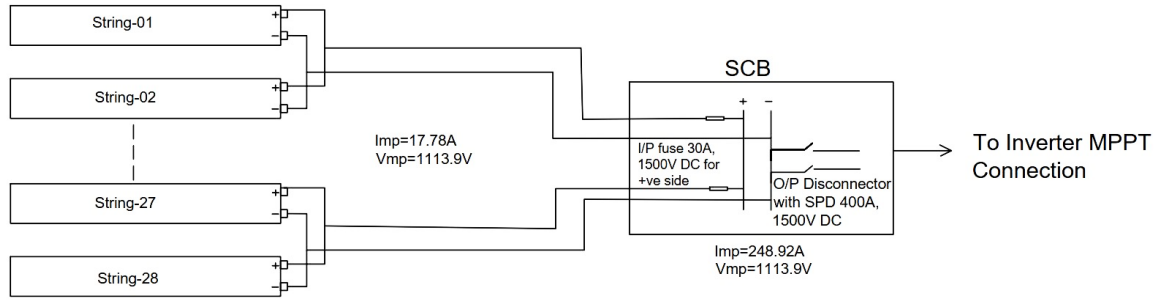 String-01
+
−
String-02
+
−
String-27
+
−
String-28
+
−
Imp=17.78A
Vmp=1113.9V
SCB
+ −
I/P fuse 30A,
1500V DC for
+ve side
O/P Disconnector
with SPD 400A,
1500V DC
Imp=248.92A
Vmp=1113.9V
To Inverter MPPT
Connection